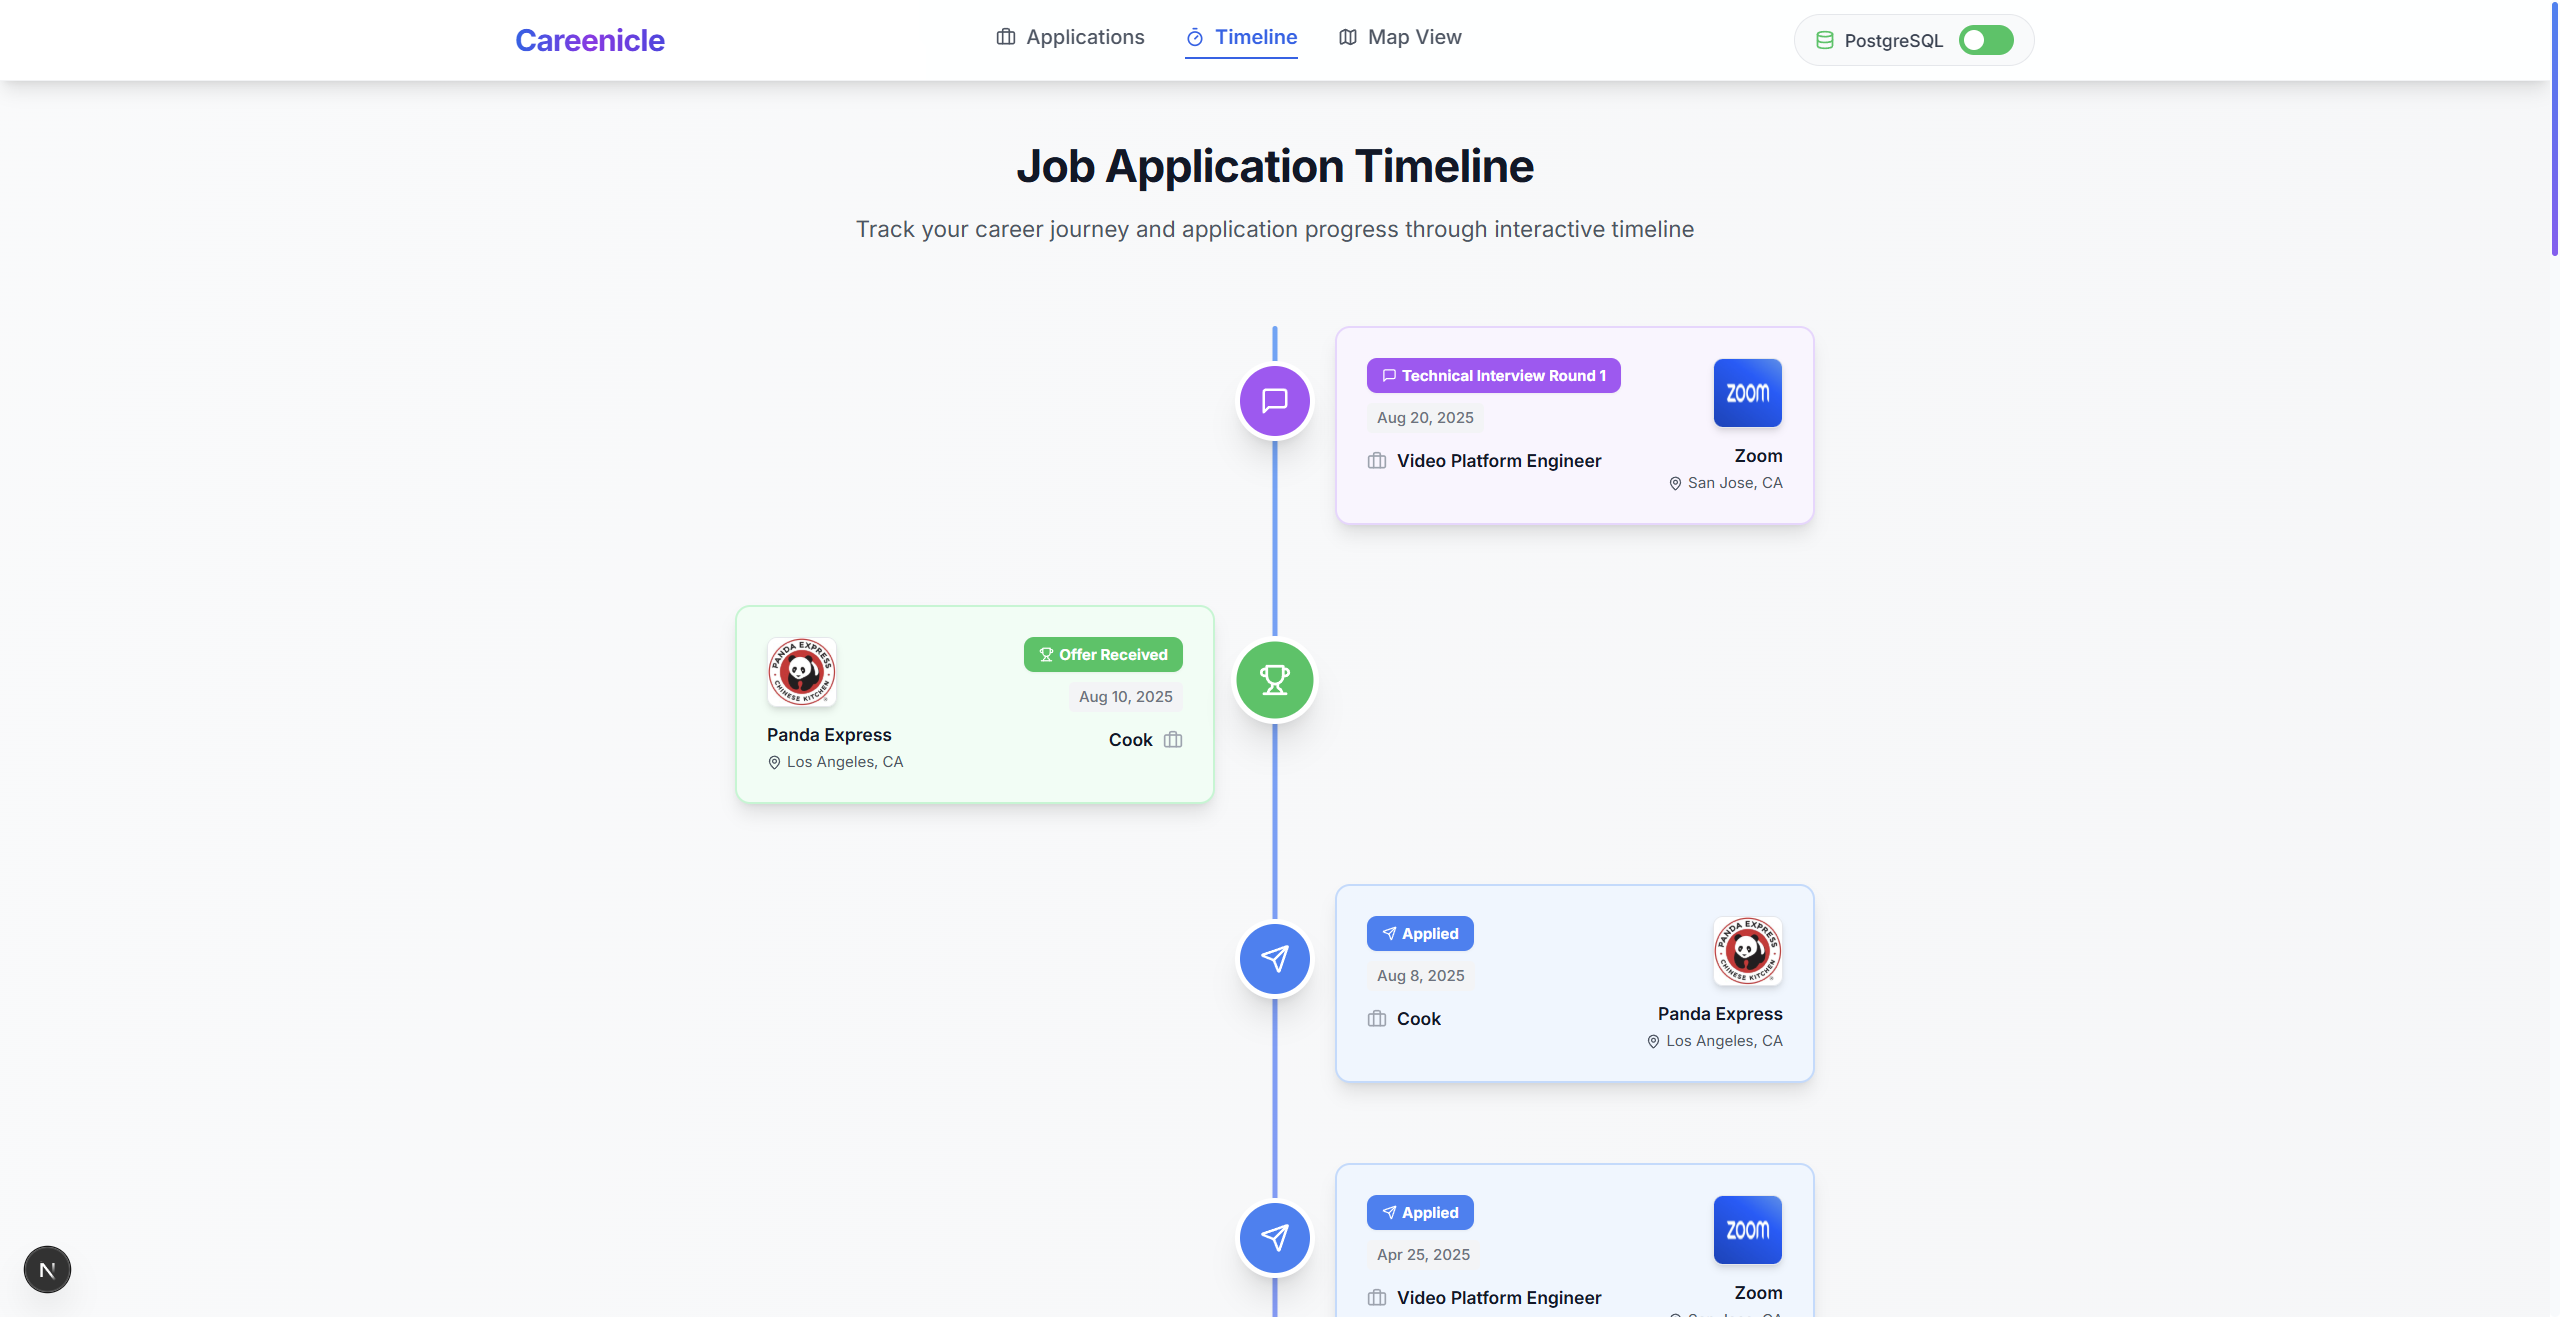 Careenicle
Applications
Timeline
Map View
PostgreSQL
Job Application Timeline
Track your career journey and application progress through interactive timeline
Technical Interview Round 1
zoom
Aug 20, 2025
Video Platform Engineer
Zoom
San Jose, CA
PANDA EXPRESS
CHINESE KITCHEN
Offer Received
Aug 10, 2025
Panda Express
Cook
Los Angeles, CA
Applied
PANDA EXPRESS
CHINESE KITCHEN
Aug 8, 2025
Cook
Panda Express
Los Angeles, CA
Applied
zoom
Apr 25, 2025
Video Platform Engineer
Zoom
San Jose, CA
N